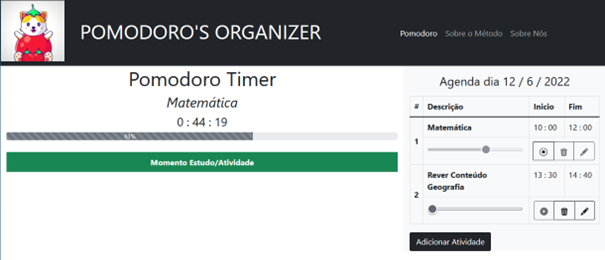 POMODORO'S ORGANIZER
Pomodoro Sobre o Método Sobre Nós
Pomodoro Timer
Matemática
0 : 44 : 19
63%
Momento Estudo/Atividade
Agenda dia 12 / 6 / 2022
# Descrição Inicio Fim
1 Matemática 10 : 00 12 : 00
2 Rever Conteúdo Geografia 13 : 30 14 : 40
Adicionar Atividade